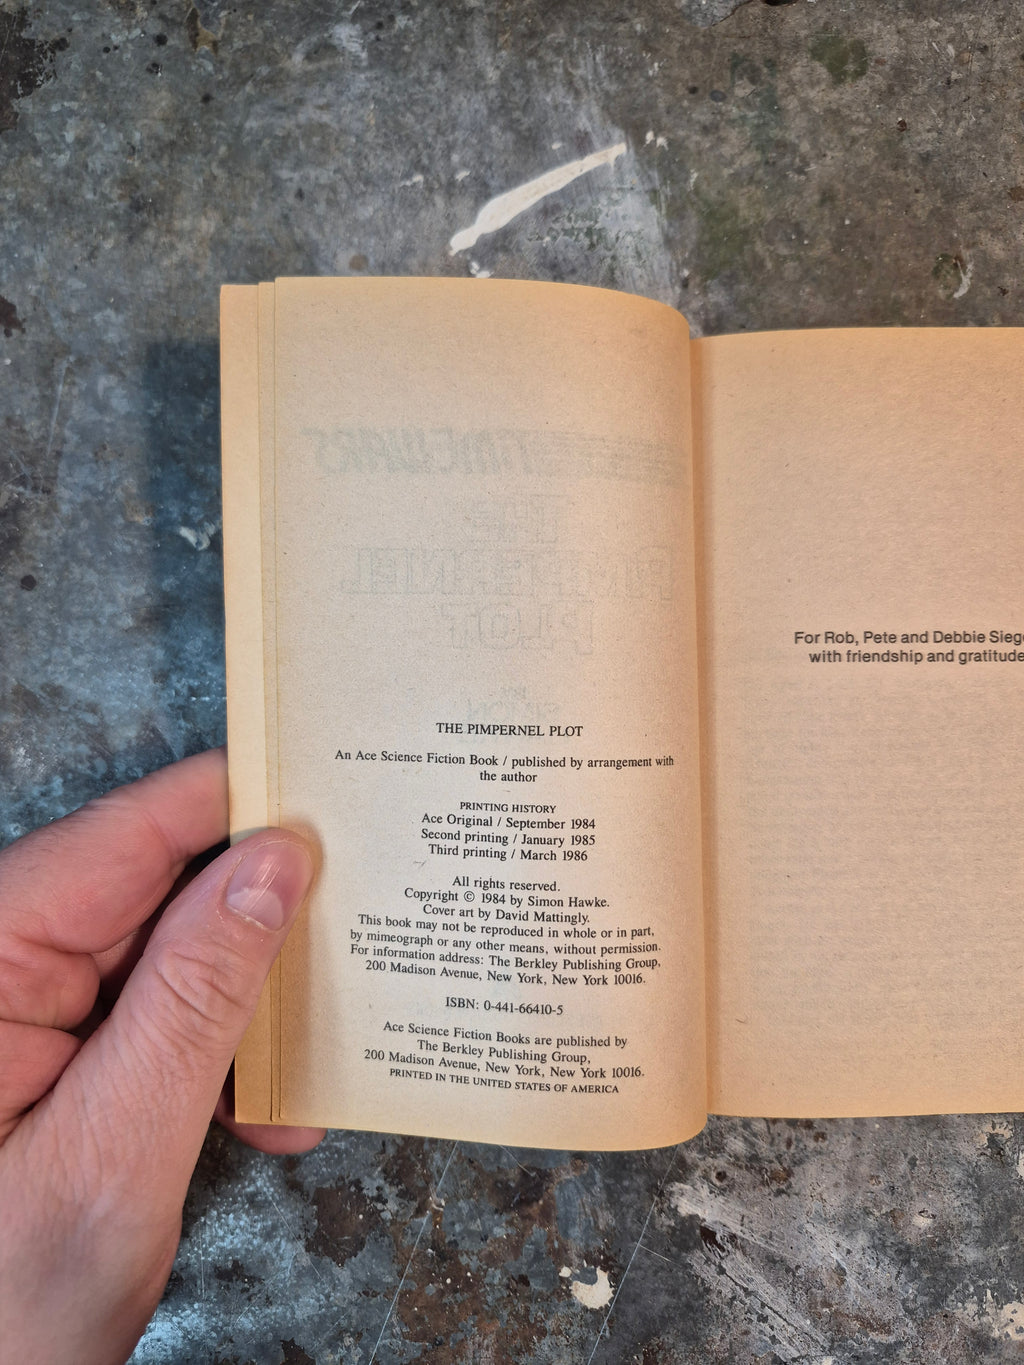 THE PIMPERNEL PLOT
An Ace Science Fiction Book / published by arrangement with
the author
PRINTING HISTORY
Ace Original / September 1984
Second printing / January 1985
Third printing / March 1986
All rights reserved.
Copyright © 1984 by Simon Hawke.
Cover art by David Mattingly.
This book may not be reproduced in whole or in part,
by mimeograph or any other means, without permission.
For information address: The Berkley Publishing Group,
200 Madison Avenue, New York, New York 10016.
ISBN: 0-441-66410-5
Ace Science Fiction Books are published by
The Berkley Publishing Group,
200 Madison Avenue, New York, New York 10016.
PRINTED IN THE UNITED STATES OF AMERICA
For Rob, Pete and Debbie
with friendship and gratitude